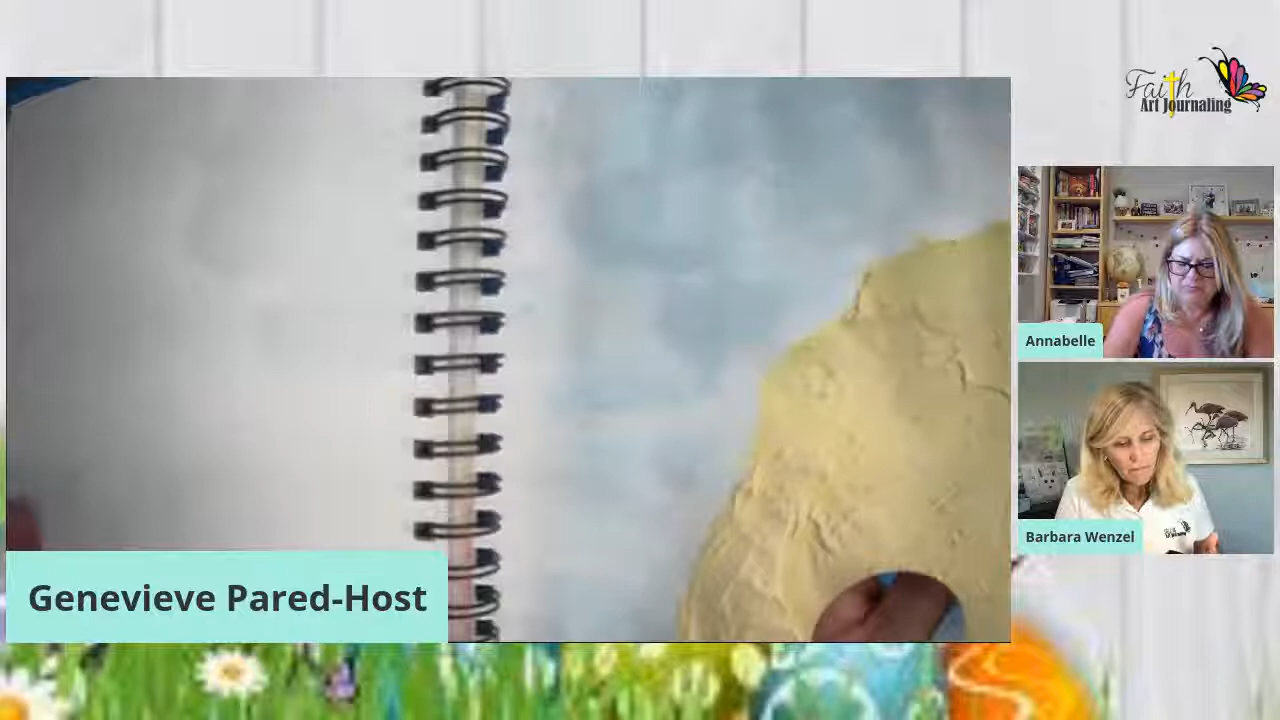 Faith
Art Journaling
Annabelle
Barbara Wenzel
Genevieve Pared-Host